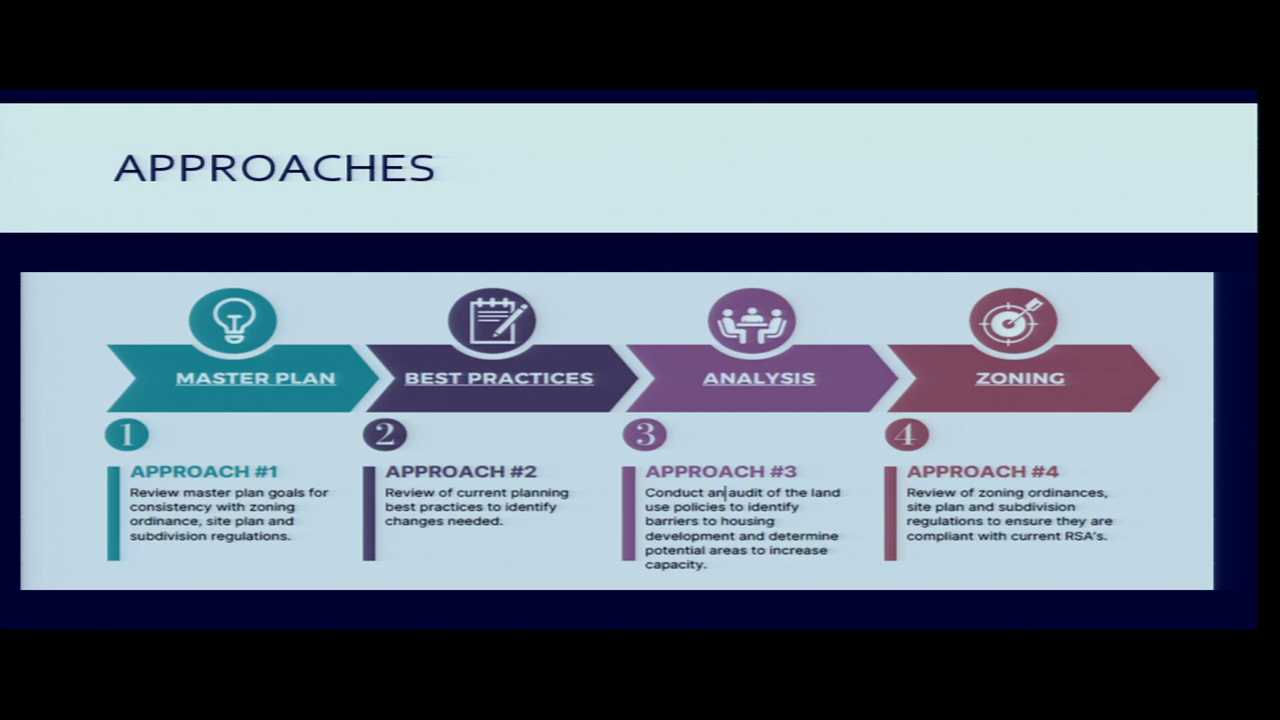 APPROACHES
MASTER PLAN
BEST PRACTICES
ANALYSIS
ZONING
1
APPROACH #1
Review master plan goals for
consistency with zoning
ordinance, site plan and
subdivision regulations.
2
APPROACH #2
Review of current planning
best practices to identify
changes needed.
3
APPROACH #3
Conduct an audit of the land
use policies to identify
barriers to housing
development and determine
potential areas to increase
capacity.
4
APPROACH #4
Review of zoning ordinances,
site plan and subdivision
regulations to ensure they are
compliant with current RSA's.